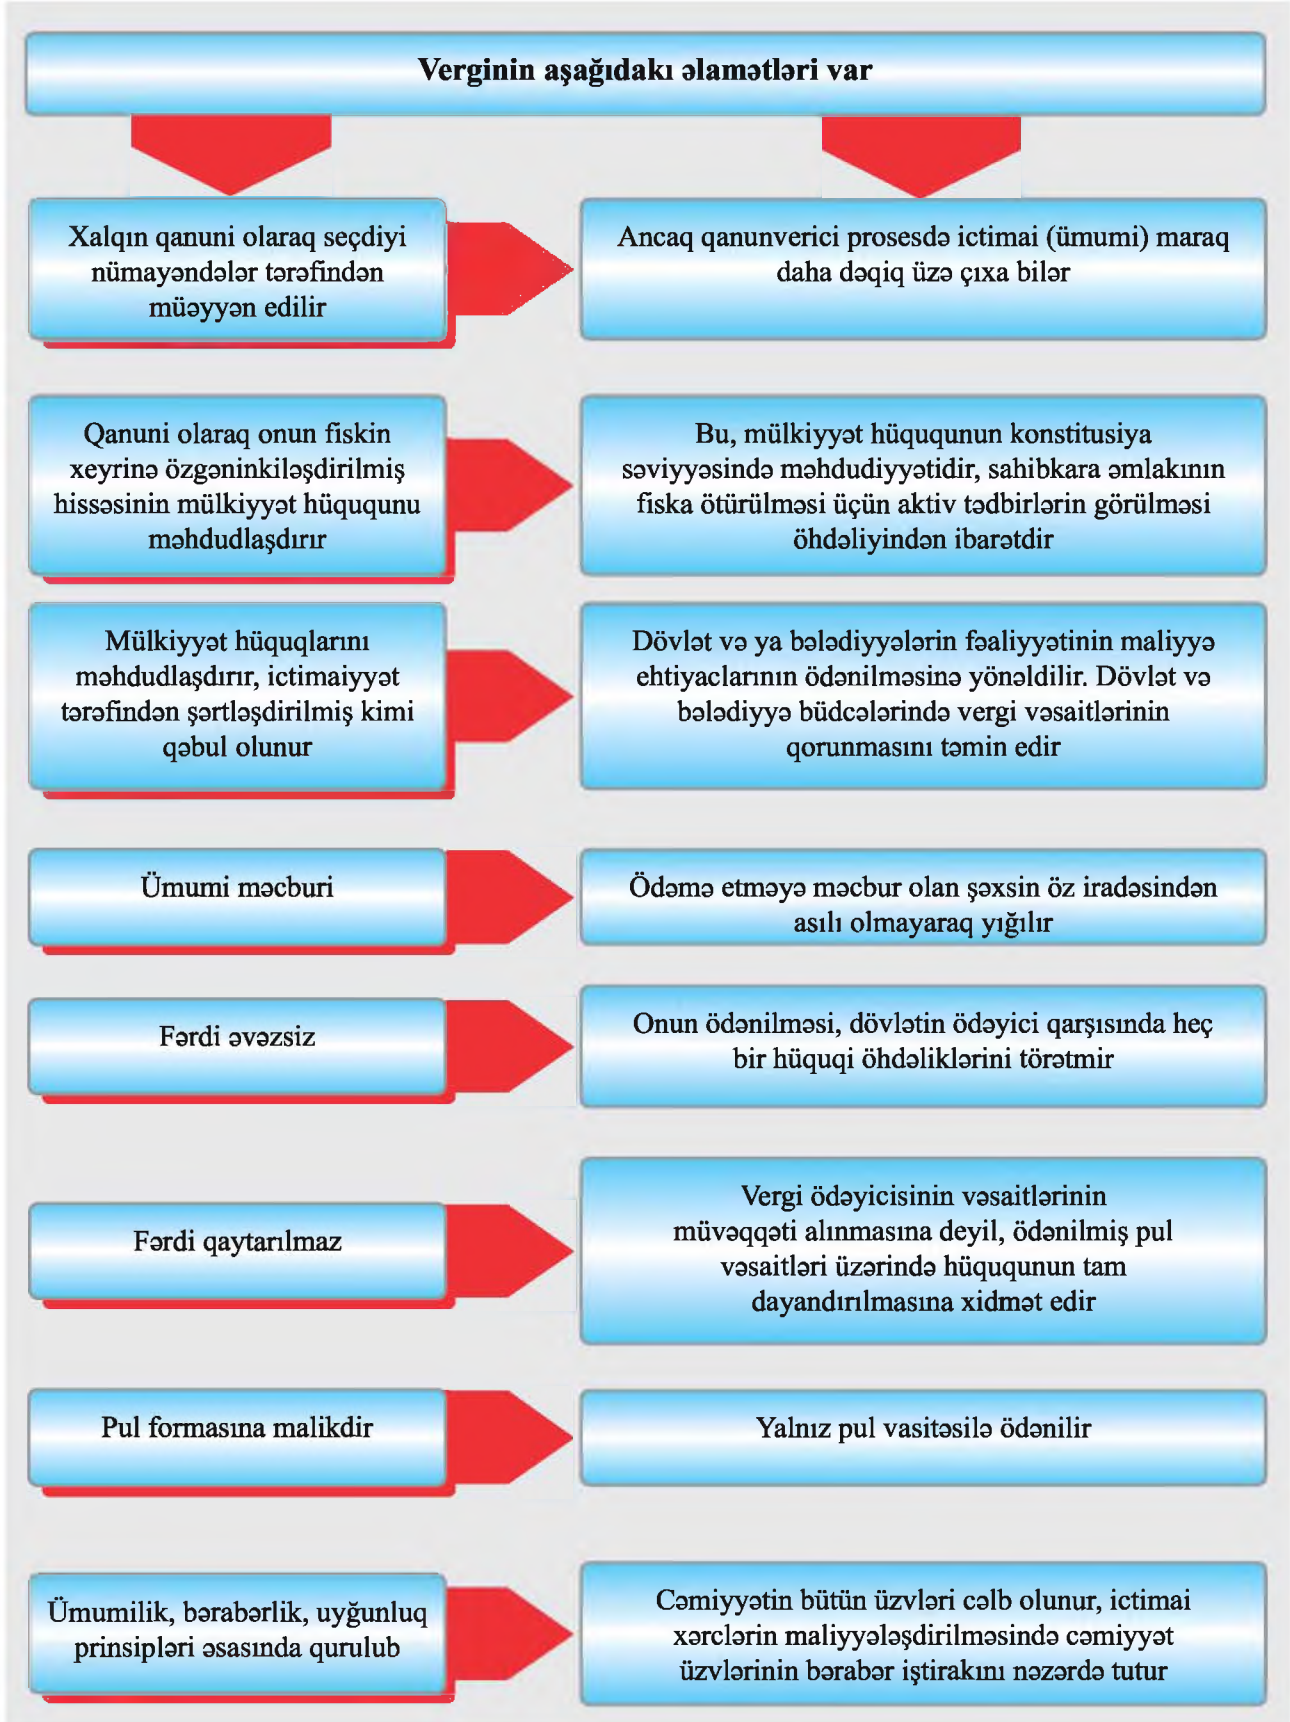 Verginin aşağıdakı əlamətləri var
Xalqın qanuni olaraq seçdiyi
nümayəndələr tərəfindən
müəyyən edilir
Ancaq qanunverici prosesdə ictimai (ümumi) maraq
daha dəqiq üzə çıxa bilər
Qanuni olaraq onun fiskin
xeyrinə özgəninkiləşdirilmiş
hissəsinin mülkiyyət hüququnu
məhdudlaşdırır
Bu, mülkiyyət hüququnun konstitusiya
səviyyəsində məhdudiyyətidir, sahibkara əmlakının
fiska ötürülməsi üçün aktiv tədbirlərin görülməsi
öhdəliyindən ibarətdir
Mülkiyyət hüquqlarını
məhdudlaşdırır, ictimaiyyət
tərəfindən şərtləşdirilmiş kimi
qəbul olunur
Dövlət və ya bələdiyyələrin fəaliyyətinin maliyyə
ehtiyaclarının ödənilməsinə yönəldilir. Dövlət və
bələdiyyə büdcələrində vergi vəsaitlərinin
qorunmasını təmin edir
Ümumi məcburi
Ödəmə etməyə məcbur olan şəxsin öz iradəsindən
asılı olmayaraq yığılır
Fərdi əvəzsiz
Onun ödənilməsi, dövlətin ödəyici qarşısında heç
bir hüquqi öhdəliklərini törətmir
Fərdi qaytarılmaz
Vergi ödəyicisinin vəsaitlərinin
müvəqqəti alınmasına deyil, ödənilmiş pul
vəsaitləri üzərində hüququnun tam
dayandırılmasına xidmət edir
Pul formasına malikdir
Yalnız pul vasitəsilə ödənilir
Ümumilik, bərabərlik, uyğunluq
prinsipləri əsasında qurulub
Cəmiyyətin bütün üzvləri cəlb olunur, ictimai
xərclərin maliyyələşdirilməsində cəmiyyət
üzvlərinin bərabər iştirakını nəzərdə tutur